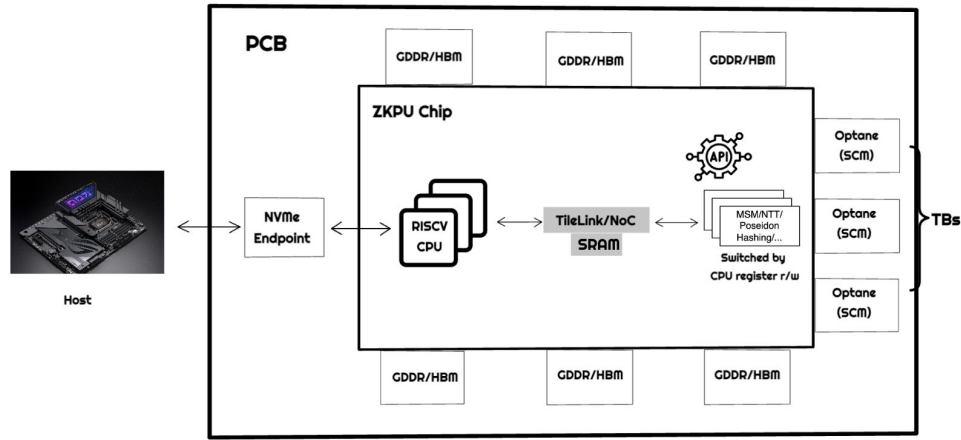 PCB
GDDR/HBM
GDDR/HBM
GDDR/HBM
ZKPU Chip
API
Optane
(SCM)
NVMe
Endpoint
RISCV
CPU
TileLink/NoC
SRAM
MSM/NTT/
Poseidon
Hashing/...
Switched by
CPU register r/w
Optane
(SCM)
TBs
Host
Optane
(SCM)
GDDR/HBM
GDDR/HBM
GDDR/HBM